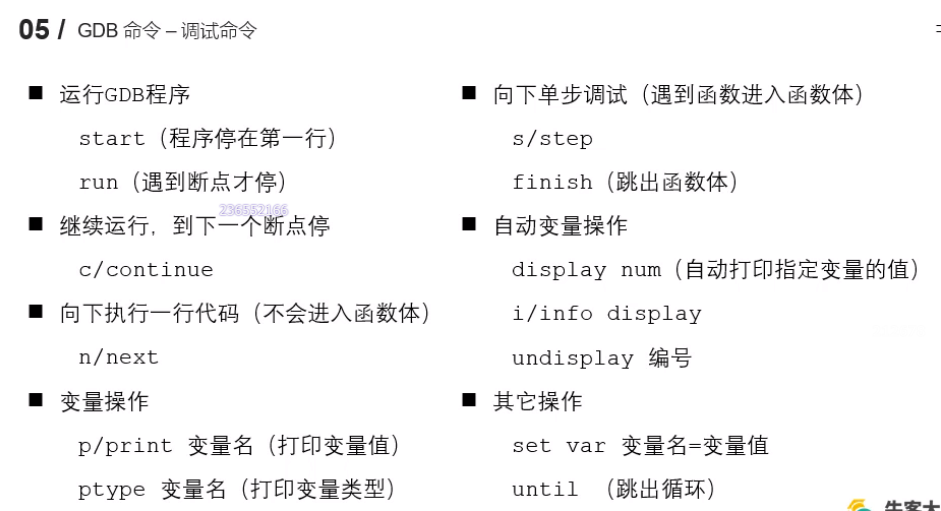 05 / GDB 命令 – 调试命令
■ 运行GDB程序
start（程序停在第一行）
run（遇到断点才停）
236552166
■ 继续运行，到下一个断点停
c/continue
■ 向下执行一行代码（不会进入函数体）
n/next
■ 变量操作
p/print 变量名（打印变量值）
ptype 变量名（打印变量类型）
■ 向下单步调试（遇到函数进入函数体）
s/step
finish（跳出函数体）
■ 自动变量操作
display num（自动打印指定变量的值）
i/info display
undisplay 编号
■ 其它操作
set var 变量名=变量值
until （跳出循环）